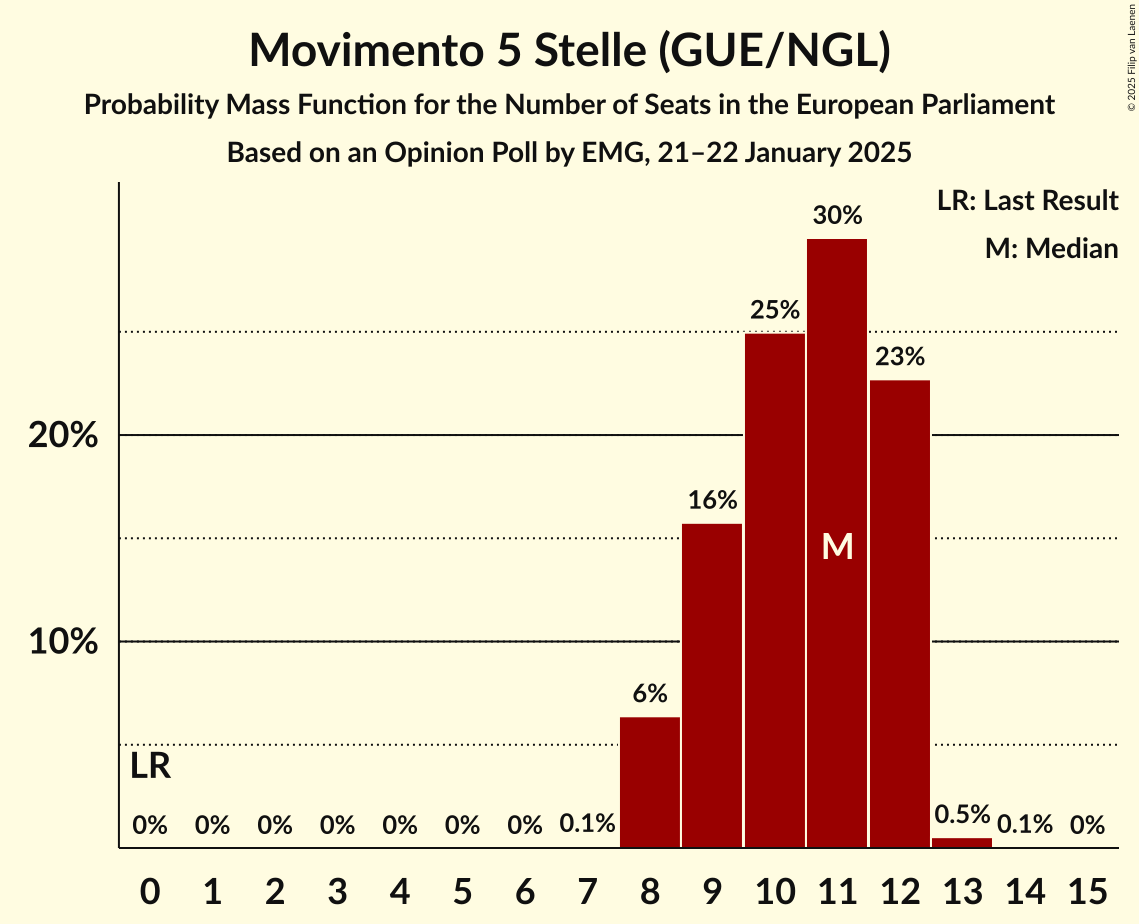 Movimento 5 Stelle (GUE/NGL)
Probability Mass Function for the Number of Seats in the European Parliament
Based on an Opinion Poll by EMG, 21–22 January 2025
© 2025 Filip van Laenen
LR: Last Result
M: Median
30%
25%
23%
20%
16%
M
10%
6%
LR
0% 0% 0% 0% 0% 0% 0% 0.1% 0.5% 0.1% 0%
0 1 2 3 4 5 6 7 8 9 10 11 12 13 14 15